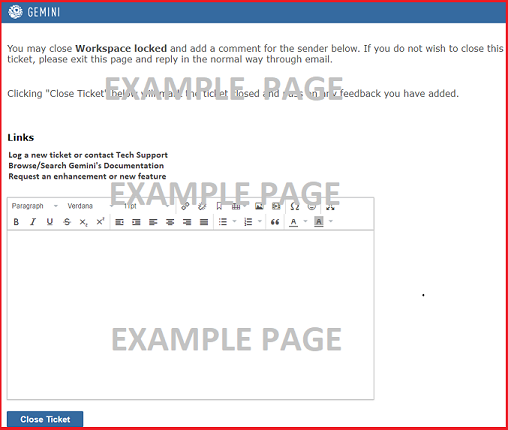 GEMINI
You may close Workspace locked and add a comment for the sender below. If you do not wish to close this
ticket, please exit this page and reply in the normal way through email.
EXAMPLE PAGE
Clicking "Close Ticket" below will mark the ticket closed and pass on any feedback you have added.
Links
Log a new ticket or contact Tech Support
Browse/Search Gemini's Documentation
Request an enhancement or new feature
EXAMPLE PAGE
Paragraph Verdana 11pt
B I U S x₂ x² A A
EXAMPLE PAGE
Close Ticket